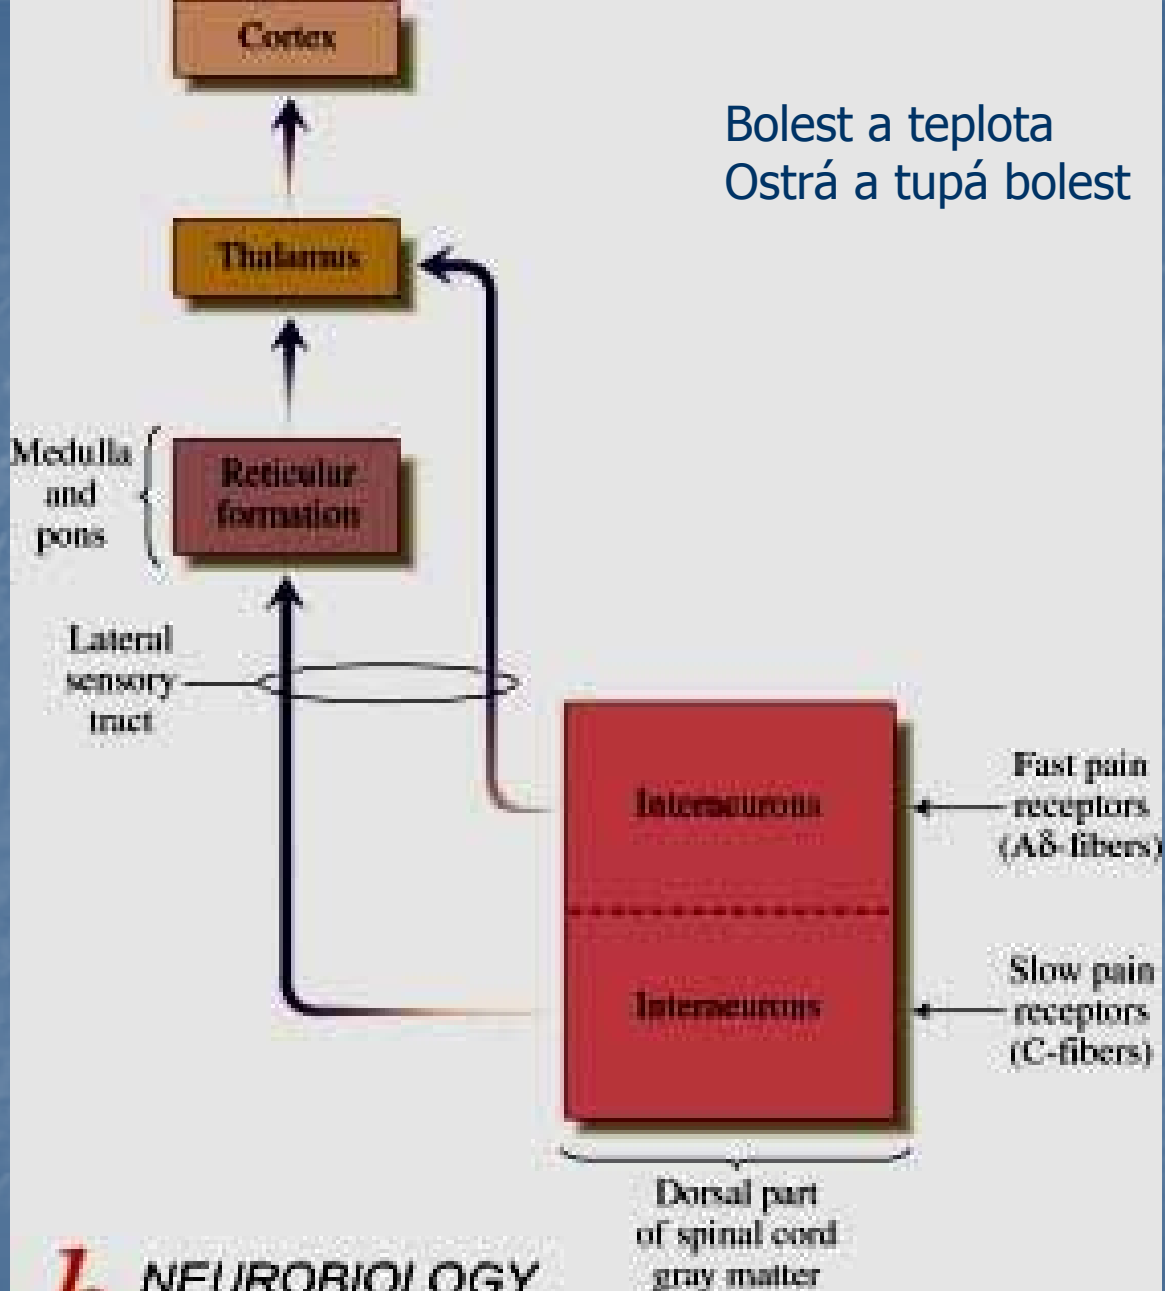 Cortex
Bolest a teplota
Ostrá a tupá bolest
Thalamus
Medulla
and
pons
Reticular
formation
Lateral
sensory
tract
Interneurons
Fast pain
receptors
(Aδ-fibers)
Interneurons
Slow pain
receptors
(C-fibers)
Dorsal part
of spinal cord
gray matter
NEUROBIOLOGY